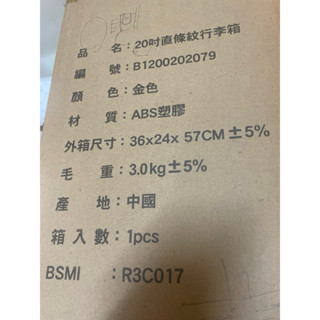 品名：20吋直條紋行李箱
編號：B1200202079
顏色：金色
材質：ABS塑膠
外箱尺寸：36x24x 57CM±5%
毛重：3.0kg±5%
產地：中國
箱入數：1pcs
BSMI：R3C017